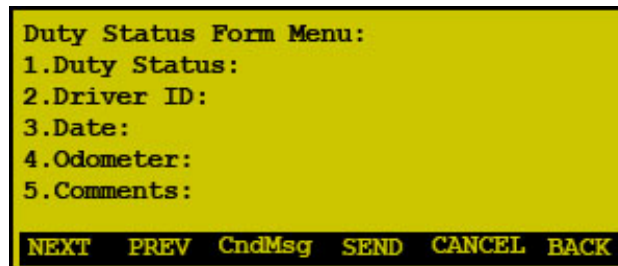 Duty Status Form Menu:
1.Duty Status:
2.Driver ID:
3.Date:
4.Odometer:
5.Comments:
NEXT PREV CndMsg SEND CANCEL BACK